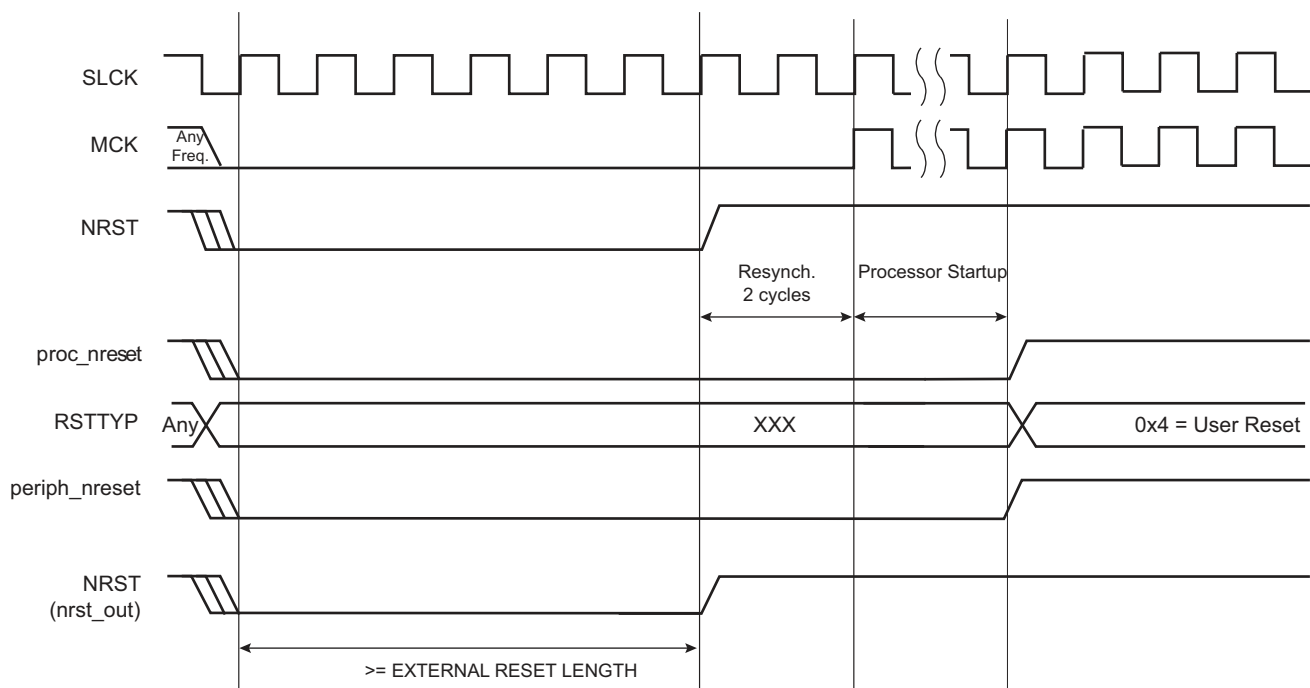 SLCK
MCK
Any
Freq.
NRST
Resynch.
2 cycles
Processor Startup
proc_nreset
RSTTYP
Any
XXX
0x4 = User Reset
periph_nreset
NRST
(nrst_out)
>= EXTERNAL RESET LENGTH